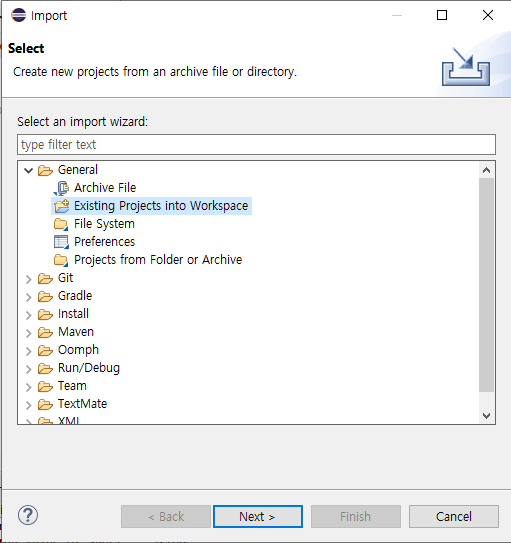 Import
Select
Create new projects from an archive file or directory.
Select an import wizard:
type filter text
General
Archive File
Existing Projects into Workspace
File System
Preferences
Projects from Folder or Archive
Git
Gradle
Install
Maven
Oomph
Run/Debug
Team
TextMate
XML
?
< Back
Next >
Finish
Cancel